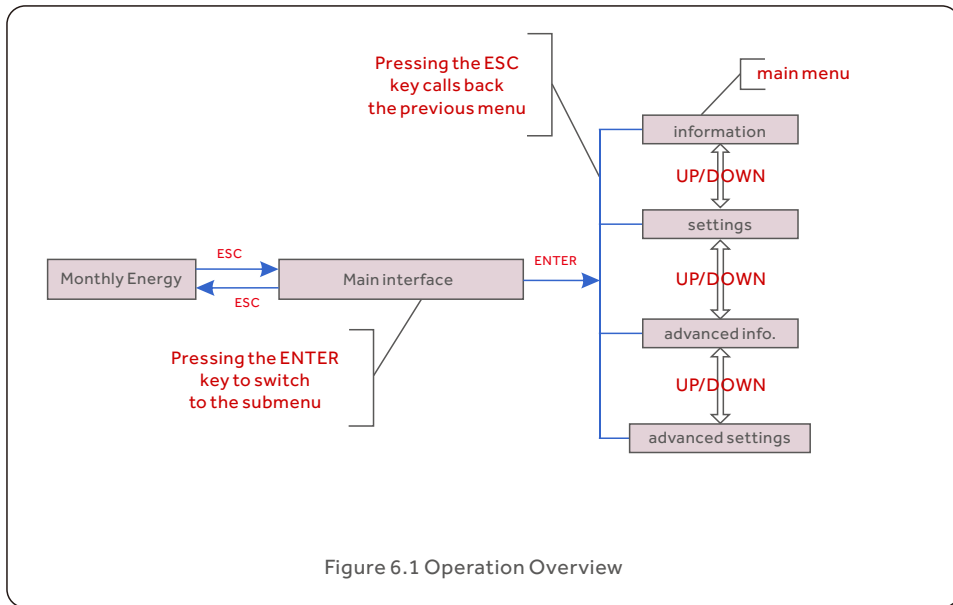 Pressing the ESC
key calls back
the previous menu
main menu
information
UP/DOWN
settings
UP/DOWN
advanced info.
UP/DOWN
advanced settings
Monthly Energy
ESC
ESC
Main interface
ENTER
Pressing the ENTER
key to switch
to the submenu
Figure 6.1 Operation Overview